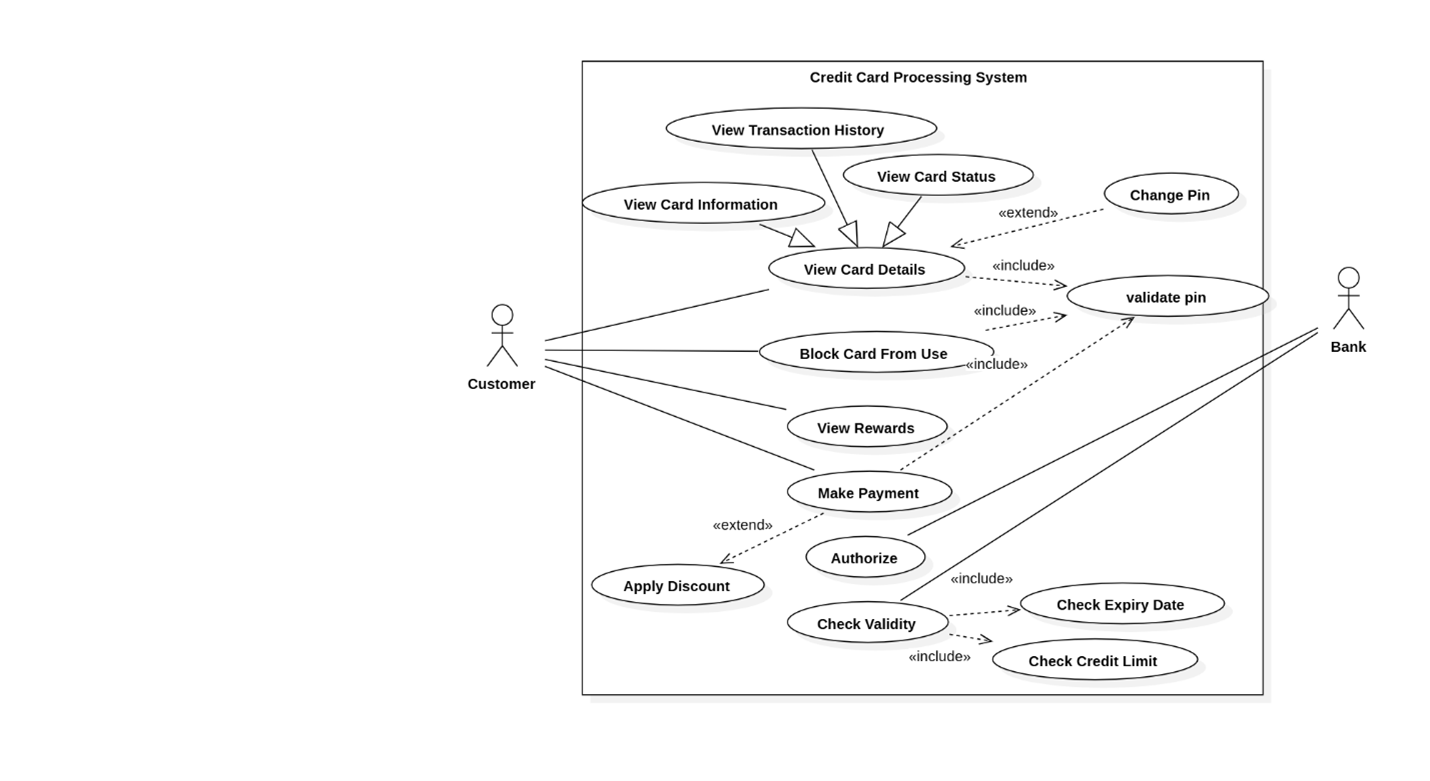 Credit Card Processing System
View Transaction History
View Card Status
Change Pin
View Card Information
«extend»
View Card Details
«include»
validate pin
«include»
Block Card From Use
«include»
Customer
Bank
View Rewards
Make Payment
«extend»
Authorize
Apply Discount
«include»
Check Expiry Date
Check Validity
«include»
Check Credit Limit